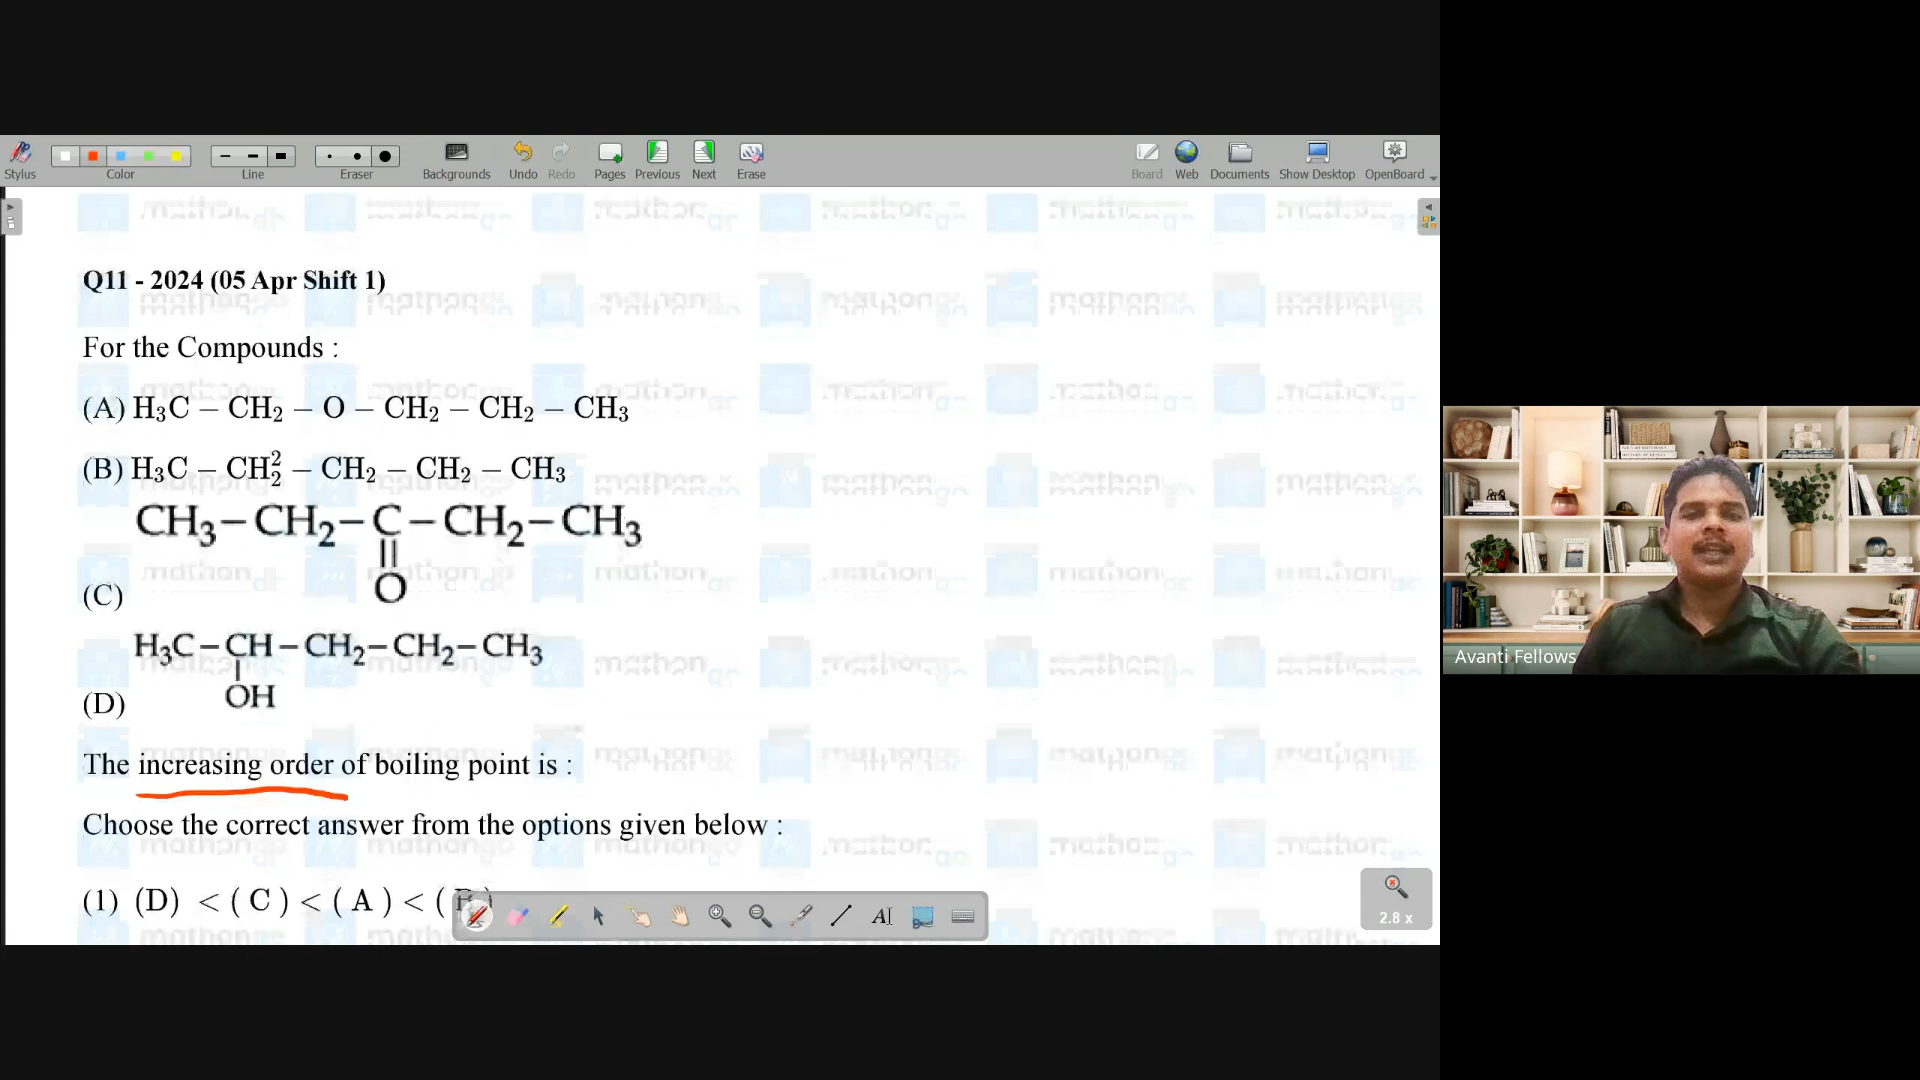 Stylus
Color
Line
Eraser
Backgrounds
Undo
Redo
Pages
Previous
Next
Erase
Board
Web
Documents
Show Desktop
OpenBoard
Q11 - 2024 (05 Apr Shift 1)
For the Compounds :
(A) H₃C – CH₂ – O – CH₂ – CH₂ – CH₃
(B) H₃C – CH₂² – CH₂ – CH₂ – CH₃
CH₃–CH₂–C–CH₂–CH₃
||
O
(C)
H₃C–CH–CH₂–CH₂–CH₃
|
OH
(D)
The increasing order of boiling point is :
Choose the correct answer from the options given below :
(1) (D) < ( C ) < ( A ) < (
2.8 x
Avanti Fellows